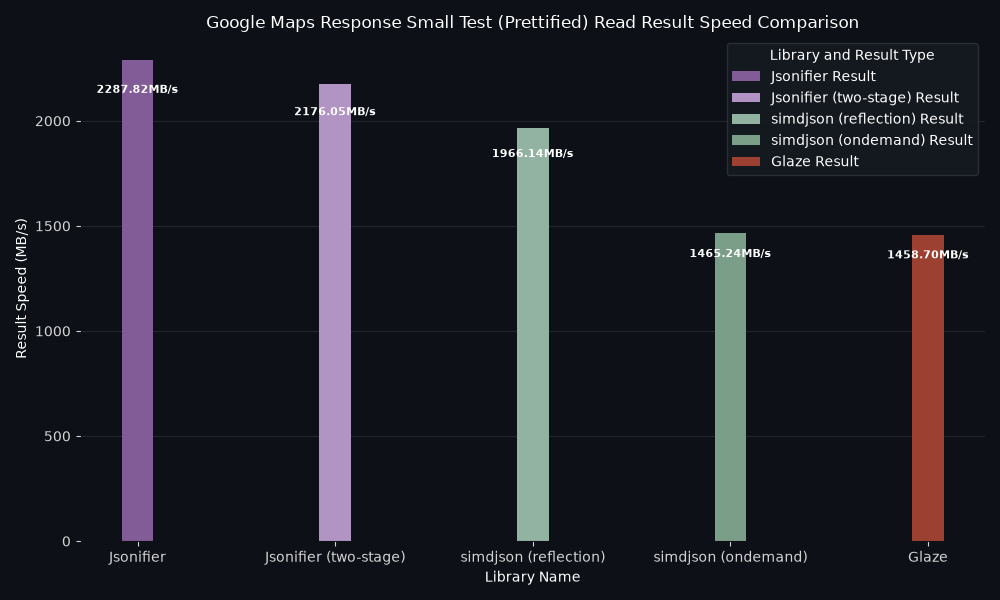 Google Maps Response Small Test (Prettified) Read Result Speed Comparison
Library and Result Type
Jsonifier Result
Jsonifier (two-stage) Result
simdjson (reflection) Result
simdjson (ondemand) Result
Glaze Result
2287.82MB/s
2176.05MB/s
1966.14MB/s
1465.24MB/s
1458.70MB/s
Result Speed (MB/s)
2000
1500
1000
500
0
Jsonifier
Jsonifier (two-stage)
simdjson (reflection)
simdjson (ondemand)
Glaze
Library Name